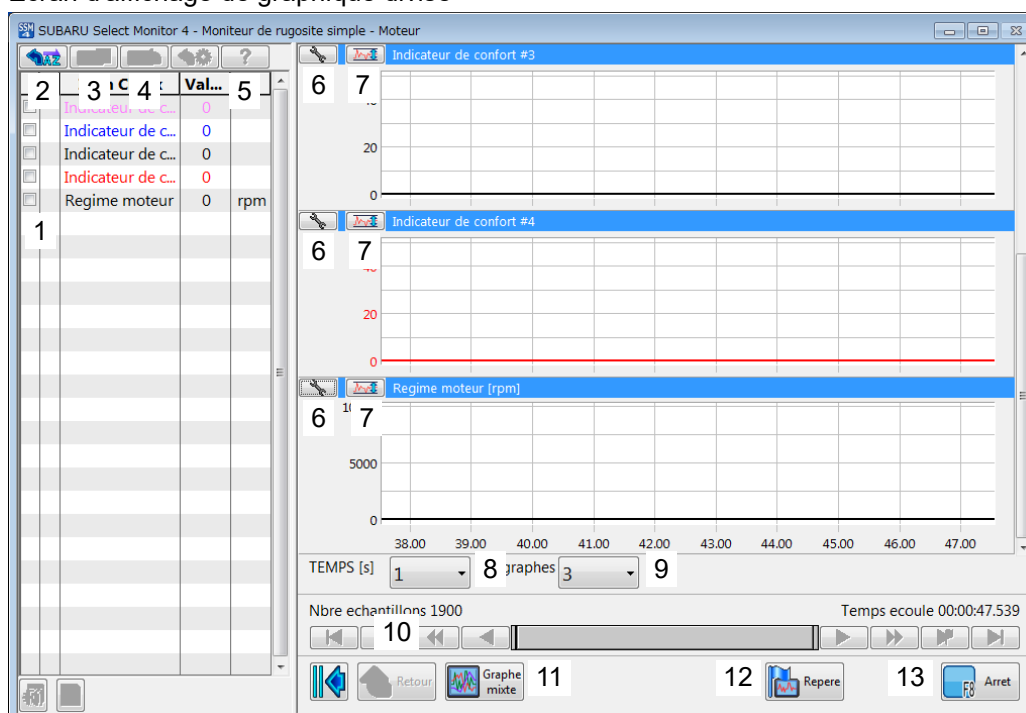 SUBARU Select Monitor 4 - Moniteur de rugosite simple - Moteur
Indicateur de confort #3
2 3 4 5 6 7
Val...
20
0
Indicateur de c... 0
Indicateur de c... 0
Indicateur de c... 0
Indicateur de c... 0
Regime moteur 0 rpm
1
Indicateur de confort #4
6 7
40
20
0
Regime moteur [rpm]
6 7
5000
0
38.00 39.00 40.00 41.00 42.00 43.00 44.00 45.00 46.00 47.00
TEMPS [s] 1 8 graphes 3 9
Nbre echantillons 1900 Temps ecoule 00:00:47.539
10
Retour Graphe mixte 11 12 Repere 13 F8 Arret